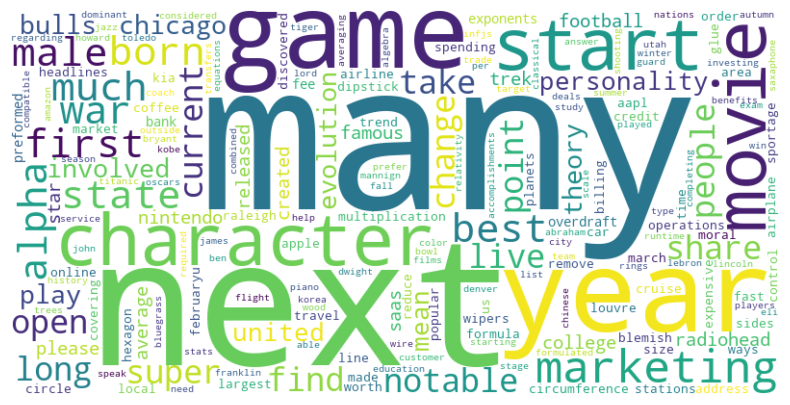 dominant
considered
regarding
jazz
howard
toledo
bulls
chicago
game
discovered
averaging
algebra
tiger
infjs
exponents
spending
football
order
nations
autumn
start
answer
shooting
male
born
headlines
compatible
transfera
equations
lord
airline
glue
utah
winter
guard
investing
movie
much
current
kia
coach
dipstick
trade
per
classical
area
saxophone
preformed
amazon
outside
coffee
fee
take
trek
personality
target
deals
summer
benefits
exam
war
market
bank
bryant
many
trend
famous
aapl
study
played
first
season
kobe
released
evolution
change
point
theory
credit
people
win
sportage
involved
titanic
oscars
combined
created
prefer
mannign
fall
relativity
accomplishments
planets
scale
billing
time
completing
airplane
alpha
state
star
service
nintendo
raleigh
help
multiplication
best
overdraft
operations
type
moral
character
john
james
apple
live
abraham
car
city
share
runtime
online
history
required
ben
color
bowl
films
dwight
team
remove
march
rings
lebron
lincoln
control
play
trees
covering
next
year
list
expensive
open
hexagon
average
februaryu
bluegrass
flight
piano
korea
wood
travel
mean
reduce
popular
saas
denver
us
wipers
formula
cruise
chinese
louvre
fast
players
eli
please
united
stats
able
wire
customer
starting
formulated
college
blemish
radiohead
sides
long
speak
super
find
line
education
notable
stage
marketing
size
ways
circle
local
need
franklin
largest
made
worth
circumference
stations
address